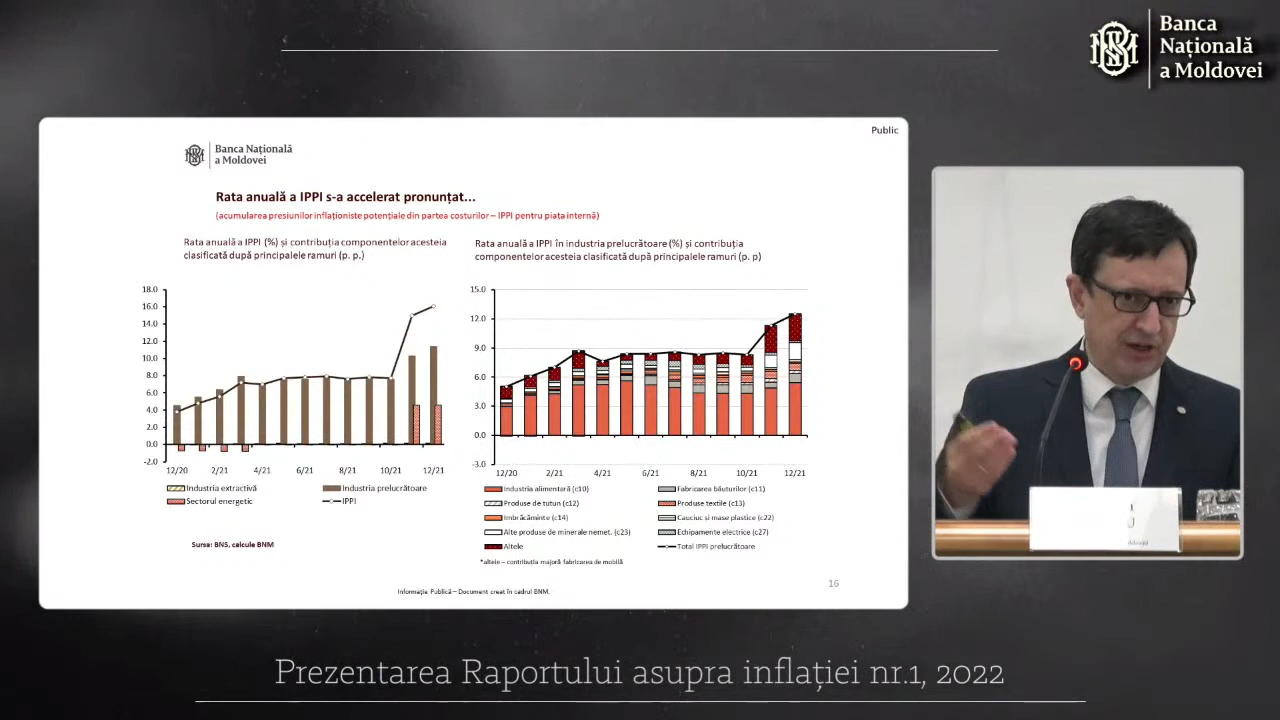 Banca
Națională
a Moldovei
Public
Banca Națională
a Moldovei
Rata anuală a IPPI s-a accelerat pronunțat...
(acumularea presiunilor inflaționiste potențiale din partea costurilor – IPPI pentru piața internă)
Rata anuală a IPPI (%) și contribuția componentelor acesteia
clasificată după principalele ramuri (p. p.)
18.0
16.0
14.0
12.0
10.0
8.0
6.0
4.0
2.0
0.0
-2.0
12/20 2/21 4/21 6/21 8/21 10/21 12/21
Industria extractivă Industria prelucrătoare
Sectorul energetic IPPI
Sursa: BNS, calcule BNM
Rata anuală a IPPI în industria prelucrătoare (%) și contribuția
componentelor acesteia clasificată după principalele ramuri (p. p)
15.0
12.0
9.0
6.0
3.0
0.0
-3.0
12/20 2/21 4/21 6/21 8/21 10/21 12/21
Industria alimentară (c10) Fabricarea băuturilor (c11)
Produse de tutun (c12) Produse textile (c13)
Imbrăcăminte (c14) Cauciuc și mase plastice (c22)
Alte produse de minerale nemet. (c23) Echipamente electrice (c27)
Altele Total IPPI prelucrătoare
*altele – contribuția majoră fabricarea de mobilă
16
Informația Publică – Document creat în cadrul BNM.
Prezentarea Raportului asupra inflației nr.1, 2022